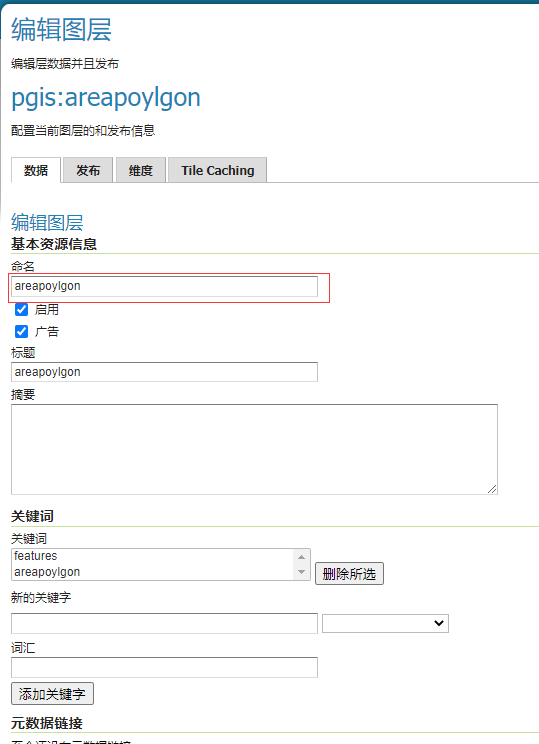 编辑图层
编辑层数据并且发布
pgis:areapoylgon
配置当前图层的和发布信息
数据 发布 维度 Tile Caching
编辑图层
基本资源信息
命名
areapoylgon
启用
广告
标题
areapoylgon
摘要
关键词
关键词
features
areapoylgon
删除所选
新的关键字
词汇
添加关键字
元数据链接